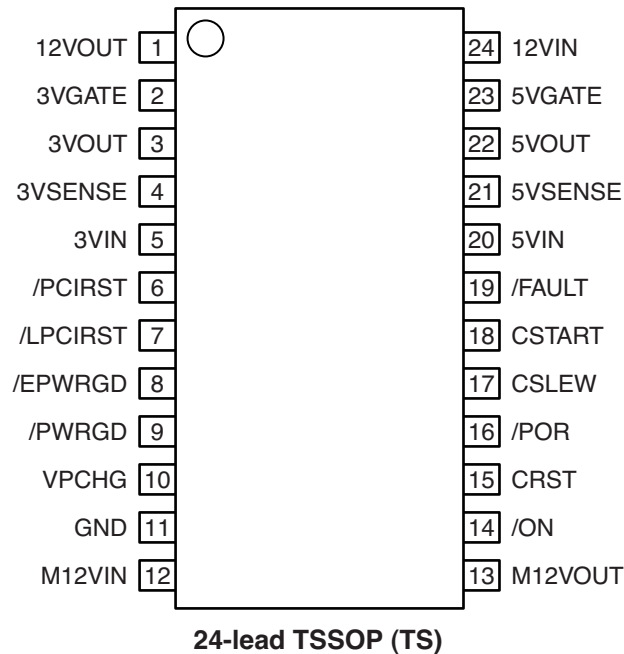 12VOUT 1 24 12VIN
3VGATE 2 23 5VGATE
3VOUT 3 22 5VOUT
3VSENSE 4 21 5VSENSE
3VIN 5 20 5VIN
/PCIRST 6 19 /FAULT
/LPCIRST 7 18 CSTART
/EPWRGD 8 17 CSLEW
/PWRGD 9 16 /POR
VPCHG 10 15 CRST
GND 11 14 /ON
M12VIN 12 13 M12VOUT
24-lead TSSOP (TS)